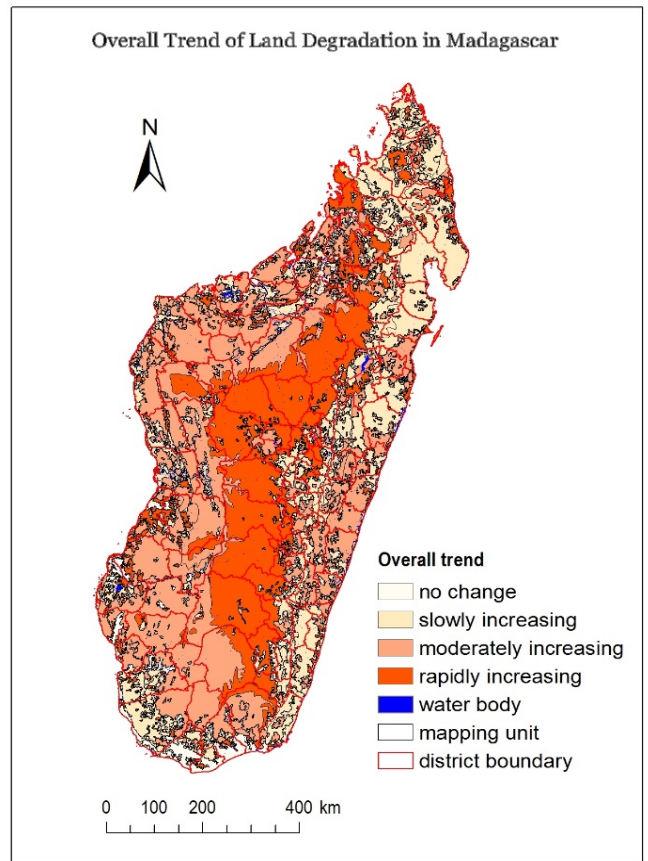 Overall Trend of Land Degradation in Madagascar
N
Overall trend
no change
slowly increasing
moderately increasing
rapidly increasing
water body
mapping unit
district boundary
0 100 200 400 km